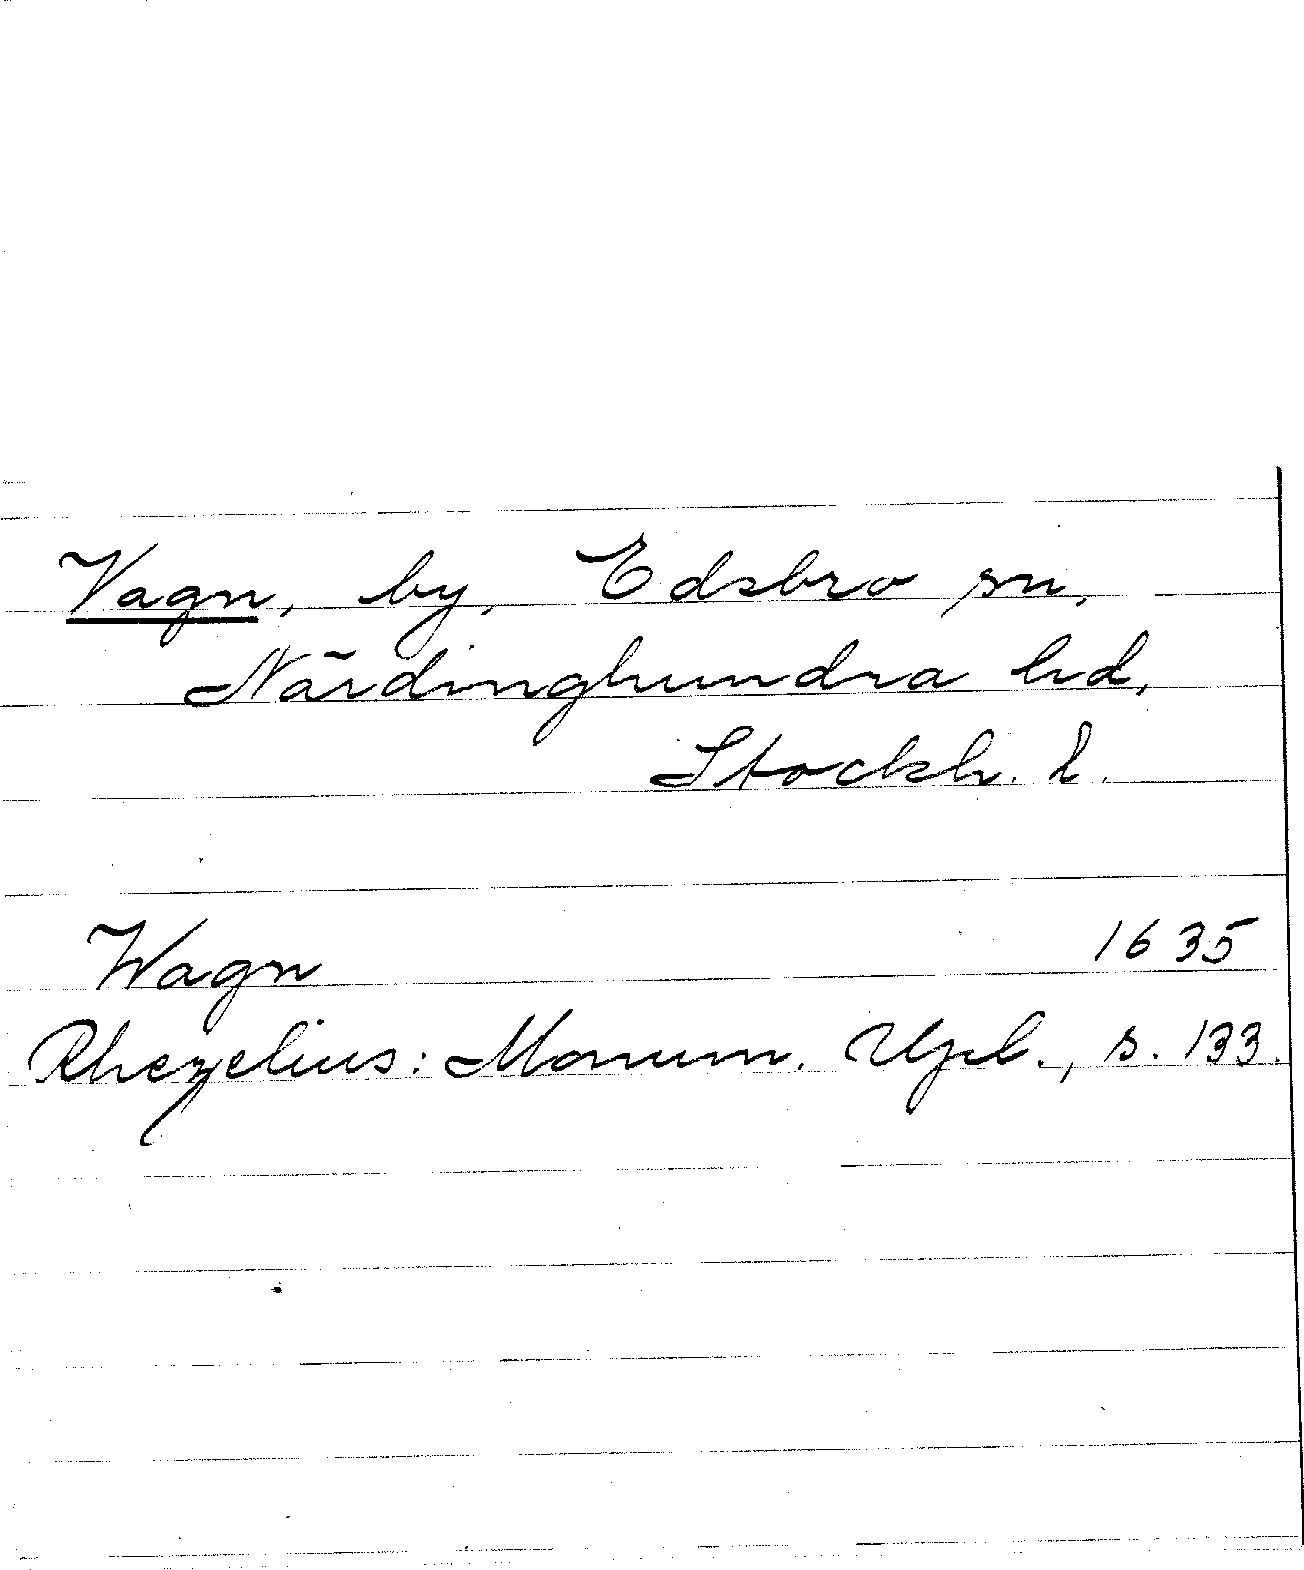 Vagn, by, Edsbro sn,
Närdinghundra hd,
Stockh. l.
Wagn 1635
Rhezelius: Monum. Upl., s. 133.